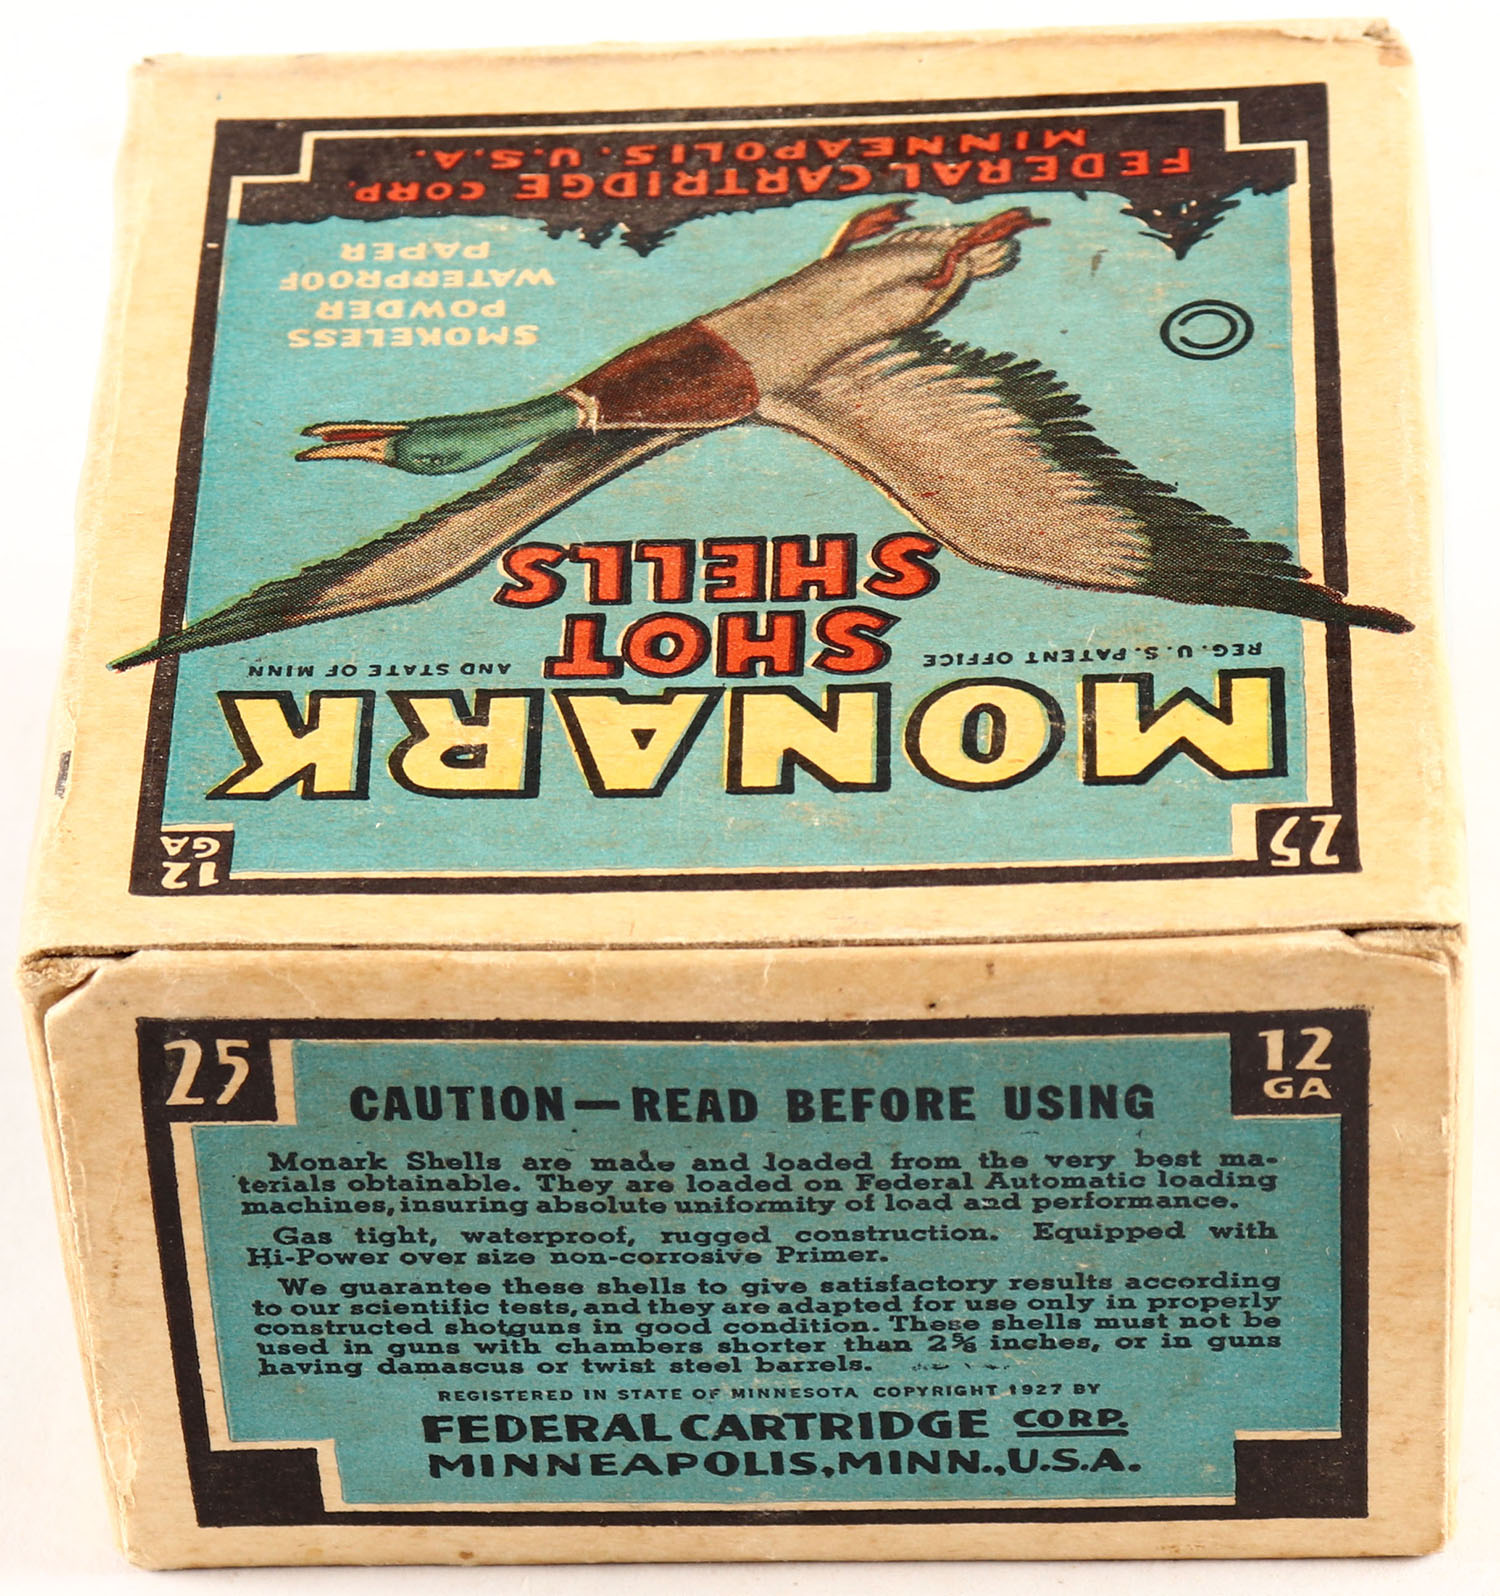 FEDERAL CARTRIDGE CORP.
MINNEAPOLIS. U.S.A.
SMOKELESS
POWDER
WATERPROOF
PAPER
©
SHOT
SHELLS
REG. U.S. PATENT OFFICE
AND STATE OF MINN
MONARK
25
12
GA
25
12
GA
CAUTION—READ BEFORE USING
Monark Shells are made and loaded from the very best ma-
terials obtainable. They are loaded on Federal Automatic loading
machines, insuring absolute uniformity of load and performance.
Gas tight, waterproof, rugged construction. Equipped with
Hi-Power over size non-corrosive Primer.
We guarantee these shells to give satisfactory results according
to our scientific tests, and they are adapted for use only in properly
constructed shotguns in good condition. These shells must not be
used in guns with chambers shorter than 2⅝ inches, or in guns
having damascus or twist steel barrels.
REGISTERED IN STATE OF MINNESOTA COPYRIGHT 1927 BY
FEDERAL CARTRIDGE CORP.
MINNEAPOLIS, MINN., U.S.A.